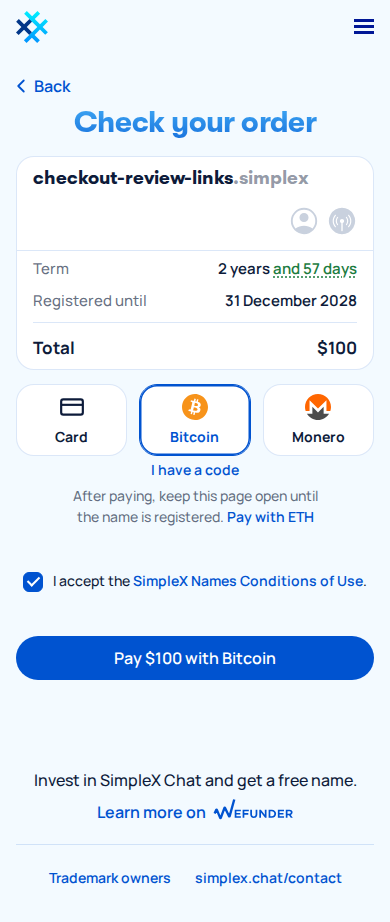 Back
Check your order
checkout-review-links.simplex
Term 2 years and 57 days
Registered until 31 December 2028
Total $100
Card Bitcoin Monero
I have a code
After paying, keep this page open until
the name is registered. Pay with ETH
I accept the SimpleX Names Conditions of Use.
Pay $100 with Bitcoin
Invest in SimpleX Chat and get a free name.
Learn more on WEFUNDER
Trademark owners simplex.chat/contact